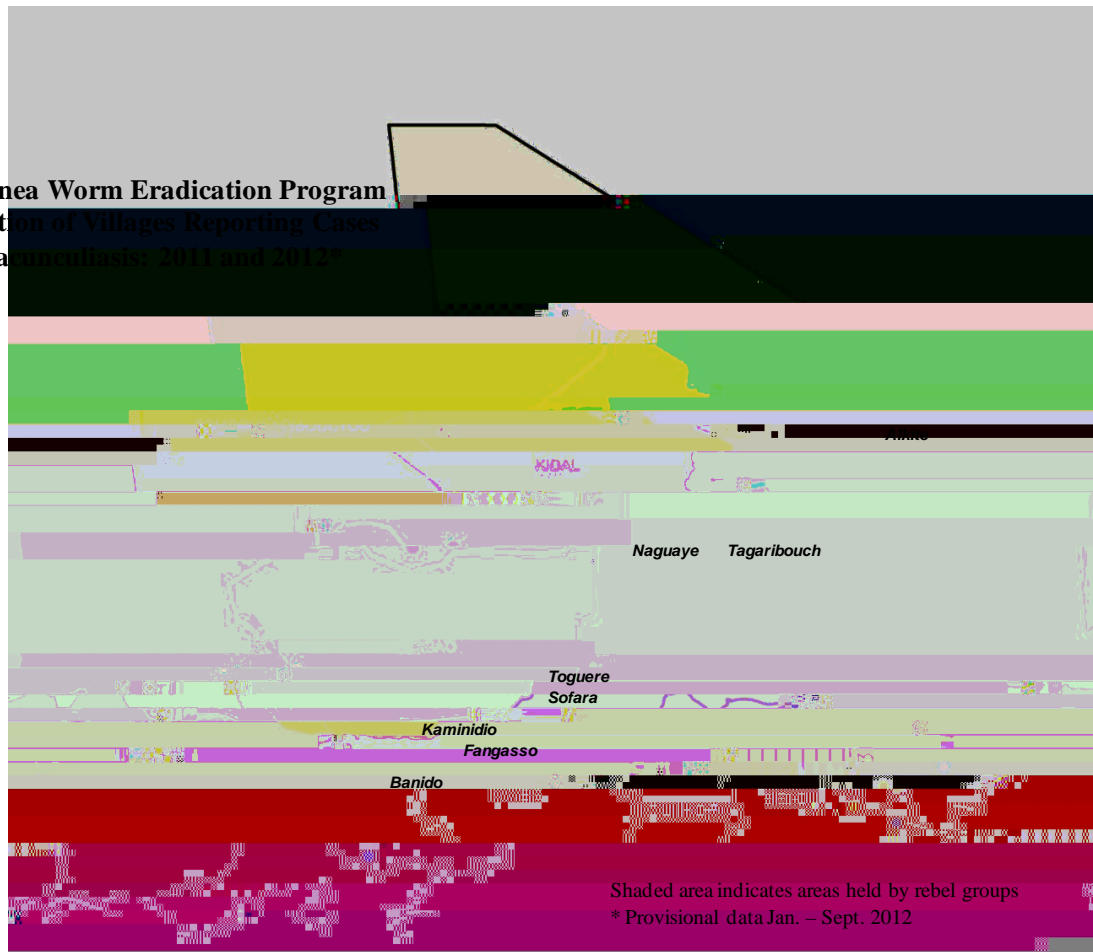 nea Worm Eradication Program
tion of Villages Reporting Cases
acunculiasis: 2011 and 2012*
KIDAL
Naguaye Tagaribouch
Toguere
Sofara
Kaminidio
Fangasso
Banido
Shaded area indicates areas held by rebel groups
* Provisional data Jan. – Sept. 2012